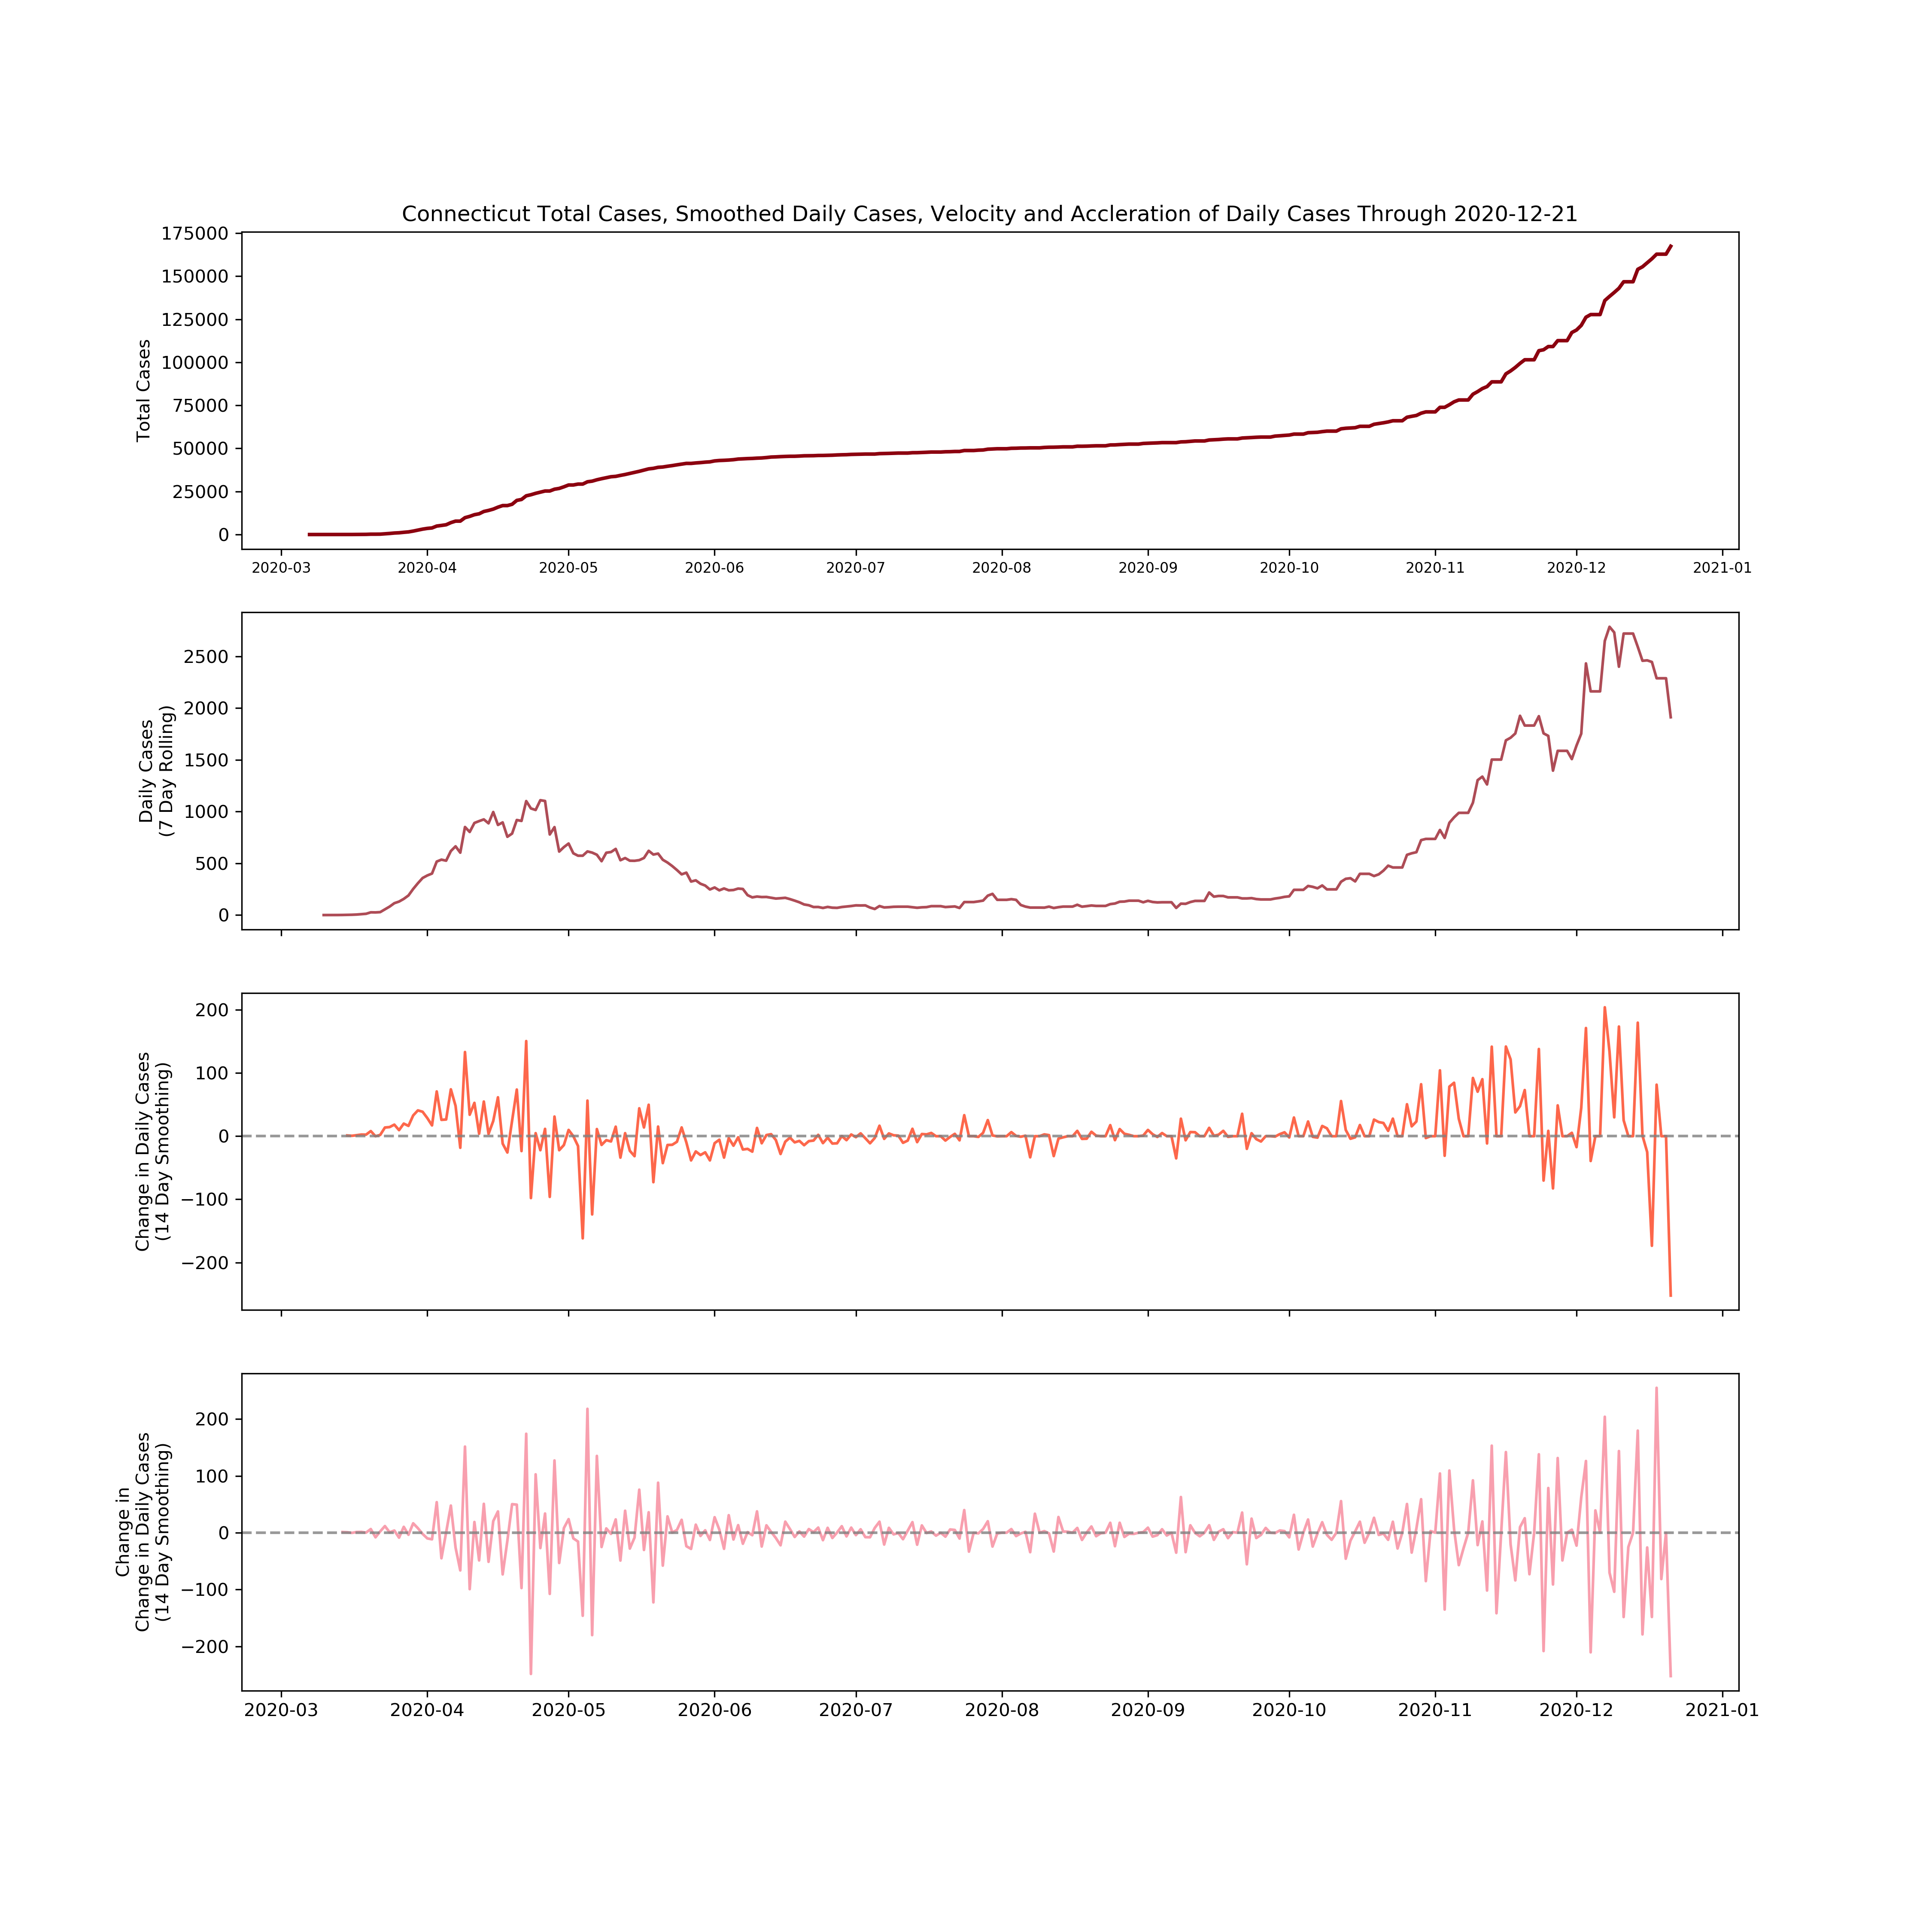 Connecticut Total Cases, Smoothed Daily Cases, Velocity and Accleration of Daily Cases Through 2020-12-21
Total Cases
175000
150000
125000
100000
75000
50000
25000
0
2020-03 2020-04 2020-05 2020-06 2020-07 2020-08 2020-09 2020-10 2020-11 2020-12 2021-01
Daily Cases
(7 Day Rolling)
2500
2000
1500
1000
500
0
Change in Daily Cases
(14 Day Smoothing)
200
100
0
−100
−200
Change in
Change in Daily Cases
(14 Day Smoothing)
200
100
0
−100
−200
2020-03 2020-04 2020-05 2020-06 2020-07 2020-08 2020-09 2020-10 2020-11 2020-12 2021-01